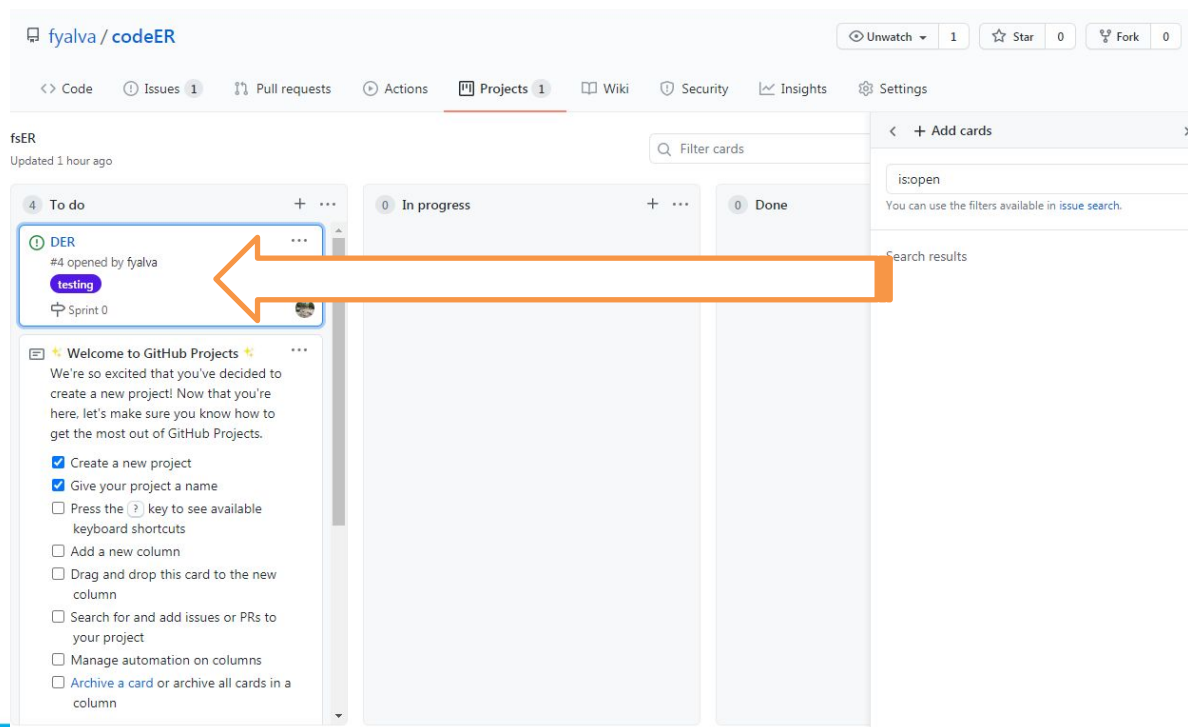 fyalva / codeER
Unwatch 1 Star 0 Fork 0
Code Issues 1 Pull requests Actions Projects 1 Wiki Security Insights Settings
fsER
Updated 1 hour ago
Filter cards
4 To do
DER
#4 opened by fyalva
testing
Sprint 0
Welcome to GitHub Projects
We're so excited that you've decided to
create a new project! Now that you're
here, let's make sure you know how to
get the most out of GitHub Projects.
Create a new project
Give your project a name
Press the ? key to see available
keyboard shortcuts
Add a new column
Drag and drop this card to the new
column
Search for and add issues or PRs to
your project
Manage automation on columns
Archive a card or archive all cards in a
column
0 In progress
0 Done
+ Add cards
is:open
You can use the filters available in issue search.
Search results